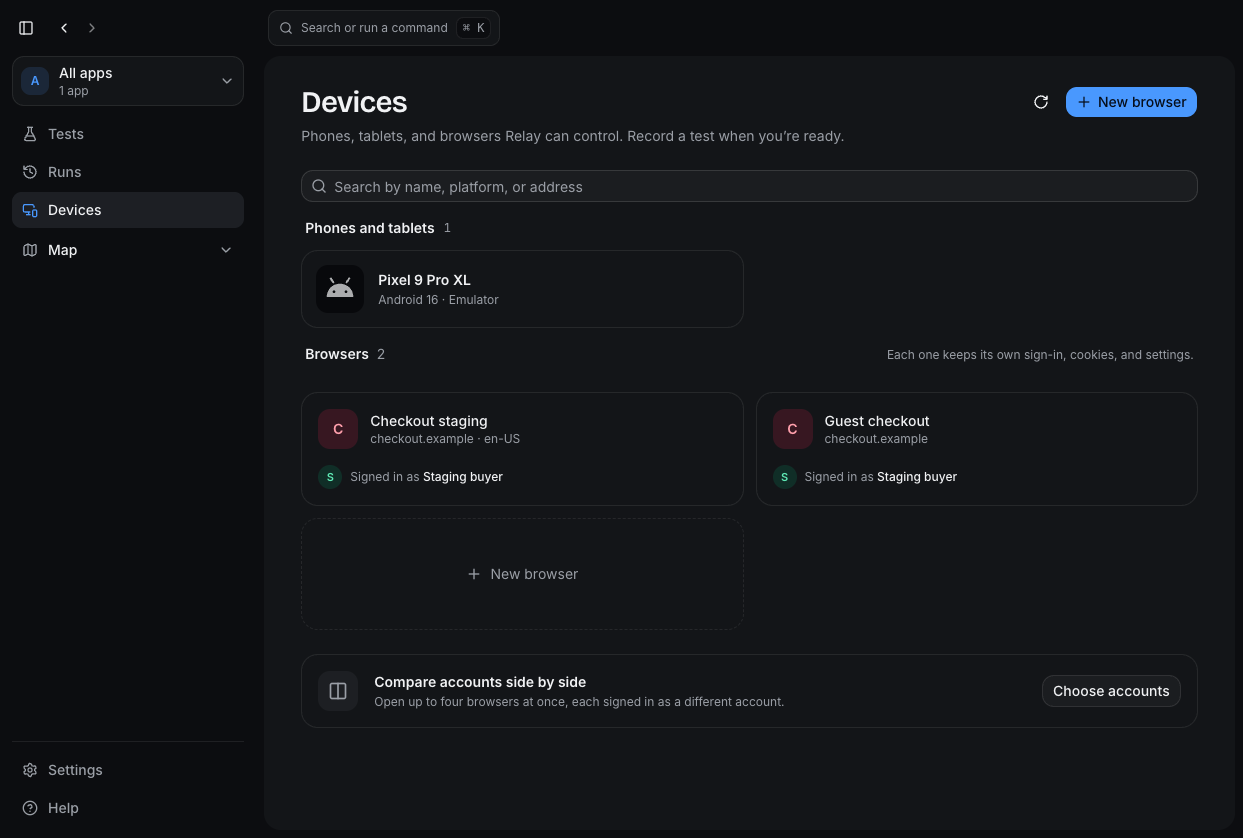 Search or run a command ⌘ K
A
All apps
1 app
Tests
Runs
Devices
Map
Settings
Help
Devices
Phones, tablets, and browsers Relay can control. Record a test when you’re ready.
New browser
Search by name, platform, or address
Phones and tablets 1
Pixel 9 Pro XL
Android 16 · Emulator
Browsers 2
Each one keeps its own sign-in, cookies, and settings.
C
Checkout staging
checkout.example · en-US
S
Signed in as Staging buyer
C
Guest checkout
checkout.example
S
Signed in as Staging buyer
New browser
Compare accounts side by side
Open up to four browsers at once, each signed in as a different account.
Choose accounts